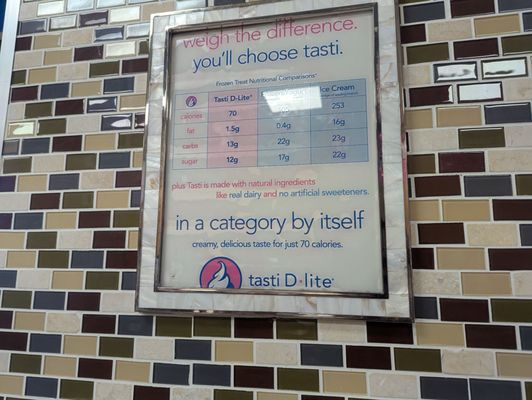 weigh the difference.
you'll choose tasti.
Frozen Treat Nutritional Comparisons*
Tasti D-Lite® Ice Cream
calories 70 253
fat 1.5g 0.4g 16g
carbs 13g 22g 23g
sugar 12g 17g 22g
plus Tasti is made with natural ingredients
like real dairy and no artificial sweeteners.
in a category by itself
creamy, delicious taste for just 70 calories.
tasti D·lite®